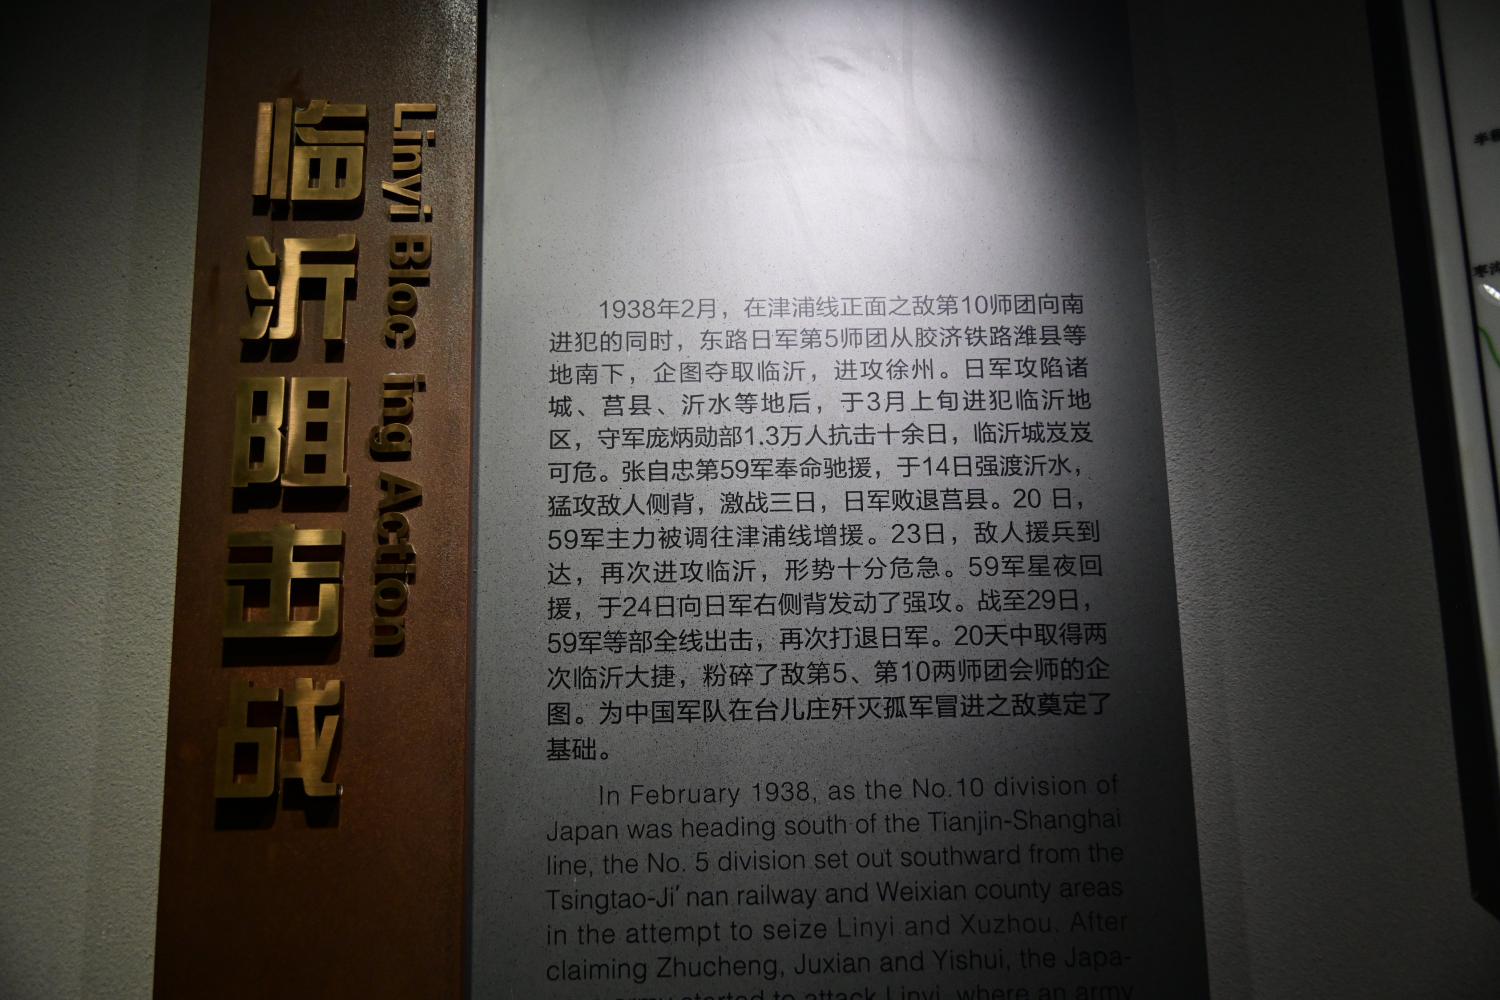 临沂阻击战
Linyi Bloc ing Action
1938年2月，在津浦线正面之敌第10师团向南
进犯的同时，东路日军第5师团从胶济铁路潍县等
地南下，企图夺取临沂，进攻徐州。日军攻陷诸
城、莒县、沂水等地后，于3月上旬进犯临沂地
区，守军庞炳勋部1.3万人抗击十余日，临沂城岌岌
可危。张自忠第59军奉命驰援，于14日强渡沂水，
猛攻敌人侧背，激战三日，日军败退莒县。20 日，
59军主力被调往津浦线增援。23日，敌人援兵到
达，再次进攻临沂，形势十分危急。59军星夜回
援，于24日向日军右侧背发动了强攻。战至29日，
59军等部全线出击，再次打退日军。20天中取得两
次临沂大捷，粉碎了敌第5、第10两师团会师的企
图。为中国军队在台儿庄歼灭孤军冒进之敌奠定了
基础。
In February 1938, as the No.10 division of
Japan was heading south of the Tianjin-Shanghai
line, the No. 5 division set out southward from the
Tsingtao-Ji’nan railway and Weixian county areas
in the attempt to seize Linyi and Xuzhou. After
claiming Zhucheng, Juxian and Yishui, the Japa-
army started to attack Linyi, where an army